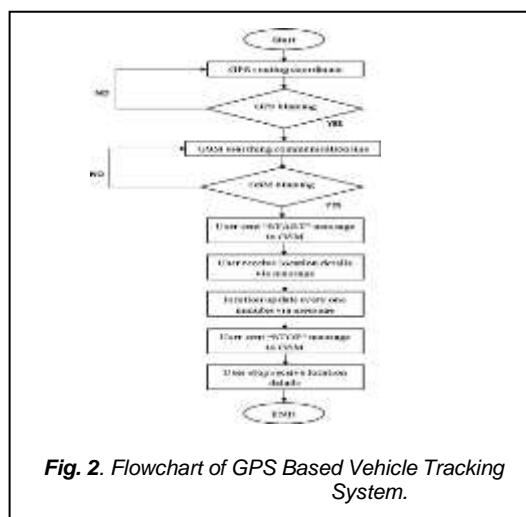 Start
GPS reading coordinate
NO
GPS blinking
YES
GSM searching communication line
NO
GSM blinking
YES
User sent "START" message
to GSM
User receive location details
via message
location update every one
minutes via message
User sent "STOP" message
to GSM
User stop receive location
details
END
Fig. 2. Flowchart of GPS Based Vehicle Tracking
System.